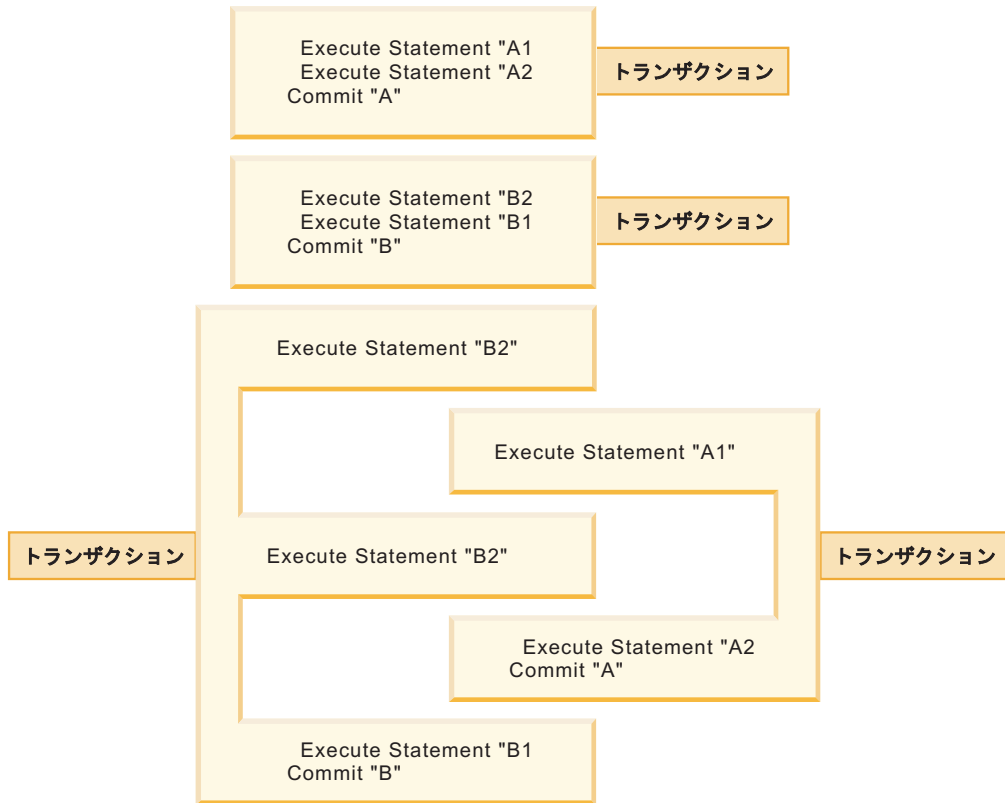 Execute Statement "A1
Execute Statement "A2
Commit "A"
トランザクション
Execute Statement "B2
Execute Statement "B1
Commit "B"
トランザクション
Execute Statement "B2"
Execute Statement "A1"
トランザクション
Execute Statement "B2"
トランザクション
Execute Statement "A2
Commit "A"
Execute Statement "B1
Commit "B"